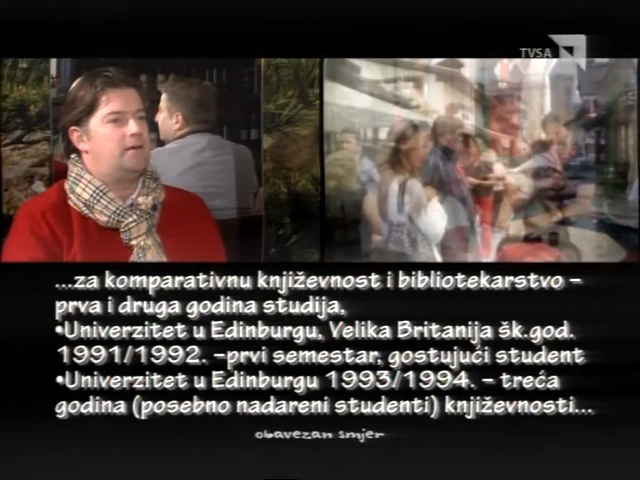 TVSA
...za komparativnu književnost i bibliotekarstvo –
prva i druga godina studija,
•Univerzitet u Edinburgu, Velika Britanija šk.god.
1991/1992. –prvi semestar, gostujući student
•Univerzitet u Edinburgu 1993/1994. – treća
godina (posebno nadareni studenti) književnosti...
obavezan smjer